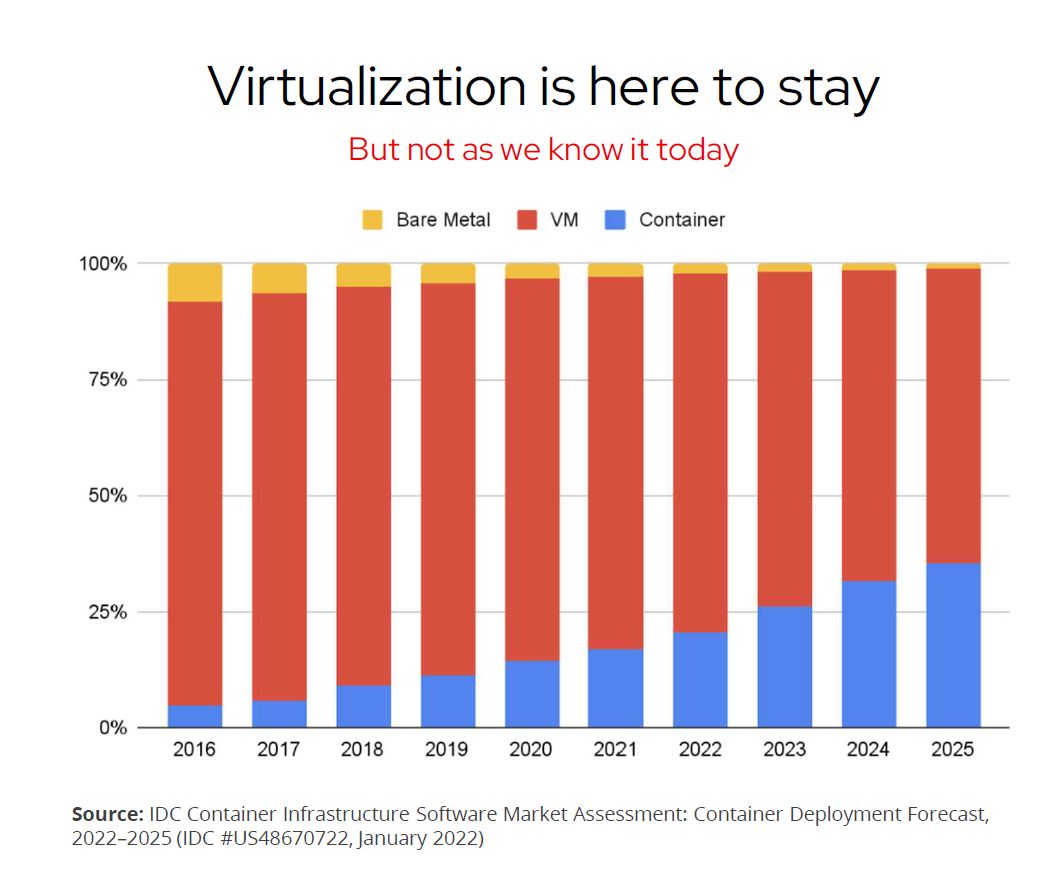 Virtualization is here to stay
But not as we know it today
Bare Metal VM Container
100%
75%
50%
25%
0%
2016 2017 2018 2019 2020 2021 2022 2023 2024 2025
Source: IDC Container Infrastructure Software Market Assessment: Container Deployment Forecast,
2022–2025 (IDC #US48670722, January 2022)